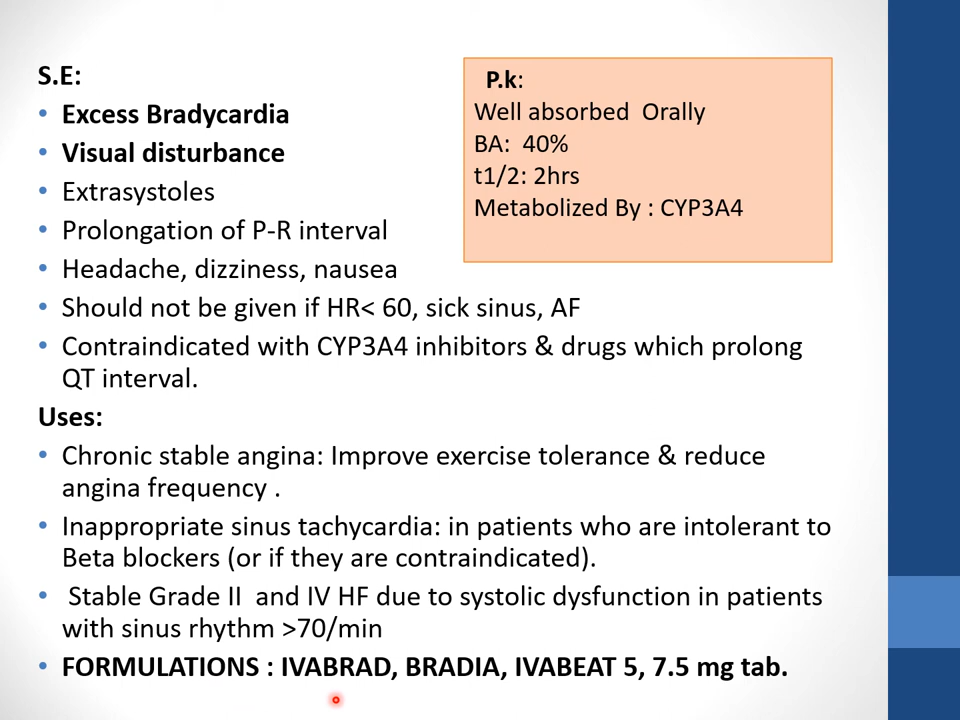 S.E:
• Excess Bradycardia
• Visual disturbance
• Extrasystoles
• Prolongation of P-R interval
• Headache, dizziness, nausea
• Should not be given if HR< 60, sick sinus, AF
• Contraindicated with CYP3A4 inhibitors & drugs which prolong
QT interval.
Uses:
• Chronic stable angina: Improve exercise tolerance & reduce
angina frequency .
• Inappropriate sinus tachycardia: in patients who are intolerant to
Beta blockers (or if they are contraindicated).
• Stable Grade II and IV HF due to systolic dysfunction in patients
with sinus rhythm >70/min
• FORMULATIONS : IVABRAD, BRADIA, IVABEAT 5, 7.5 mg tab.
P.k:
Well absorbed Orally
BA: 40%
t1/2: 2hrs
Metabolized By : CYP3A4